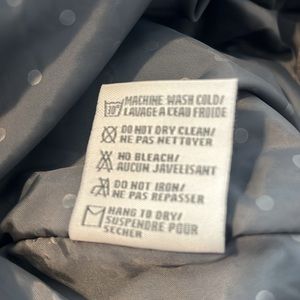 30°
MACHINE WASH COLD/
LAVAGE A L'EAU FROIDE
DO NOT DRY CLEAN/
NE PAS NETTOYER
NO BLEACH/
AUCUN JAVELISANT
DO NOT IRON/
NE PAS REPASSER
HANG TO DRY/
SUSPENDRE POUR
SECHER